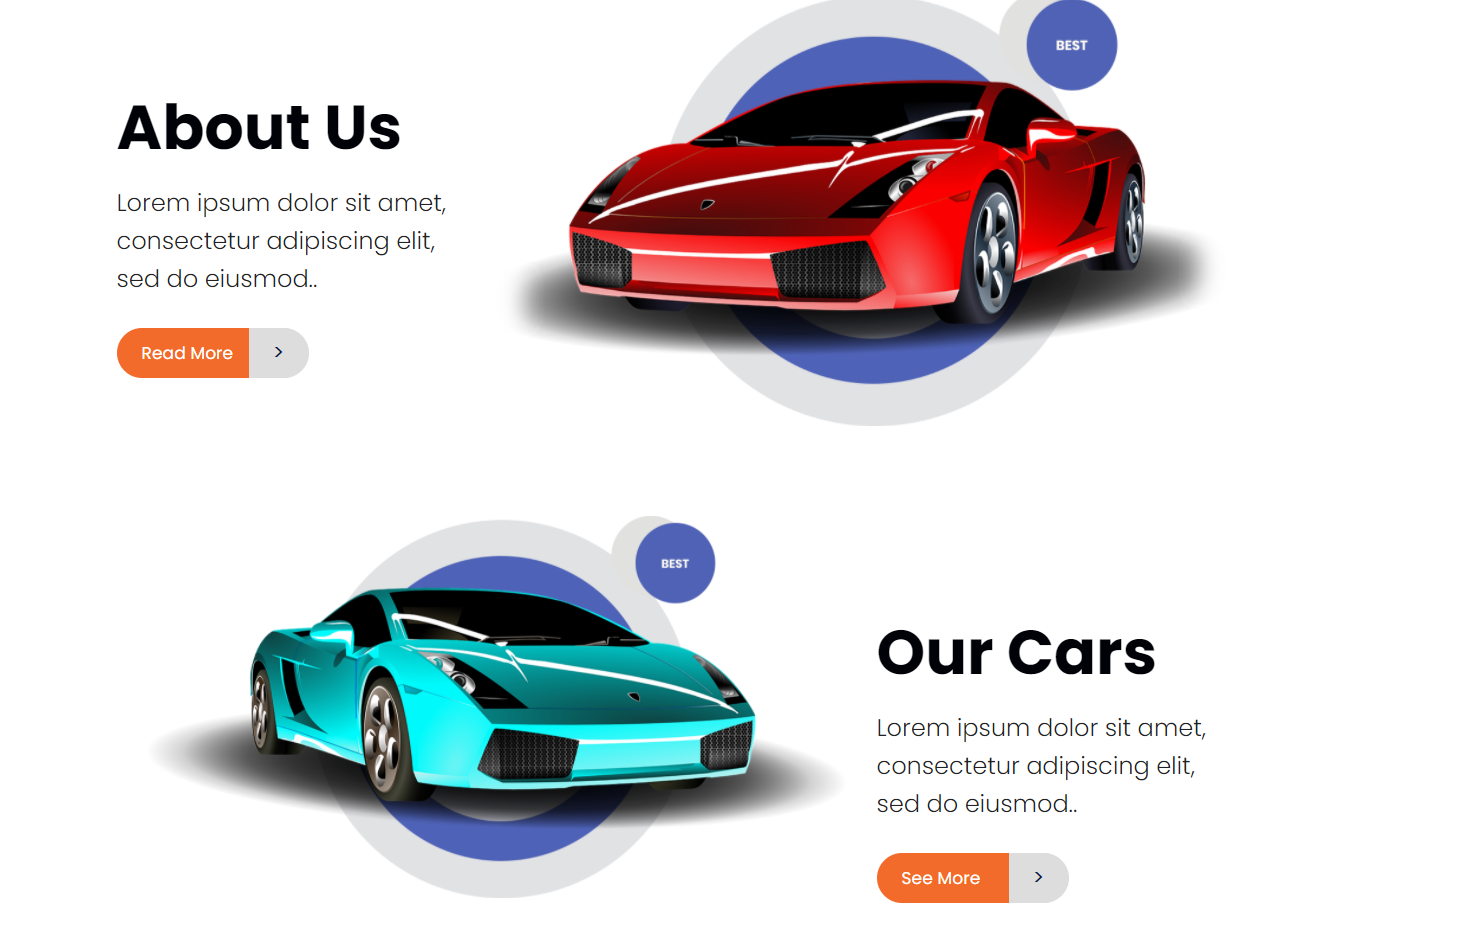 BEST
About Us
Lorem ipsum dolor sit amet,
consectetur adipiscing elit,
sed do eiusmod..
Read More >
BEST
Our Cars
Lorem ipsum dolor sit amet,
consectetur adipiscing elit,
sed do eiusmod..
See More >